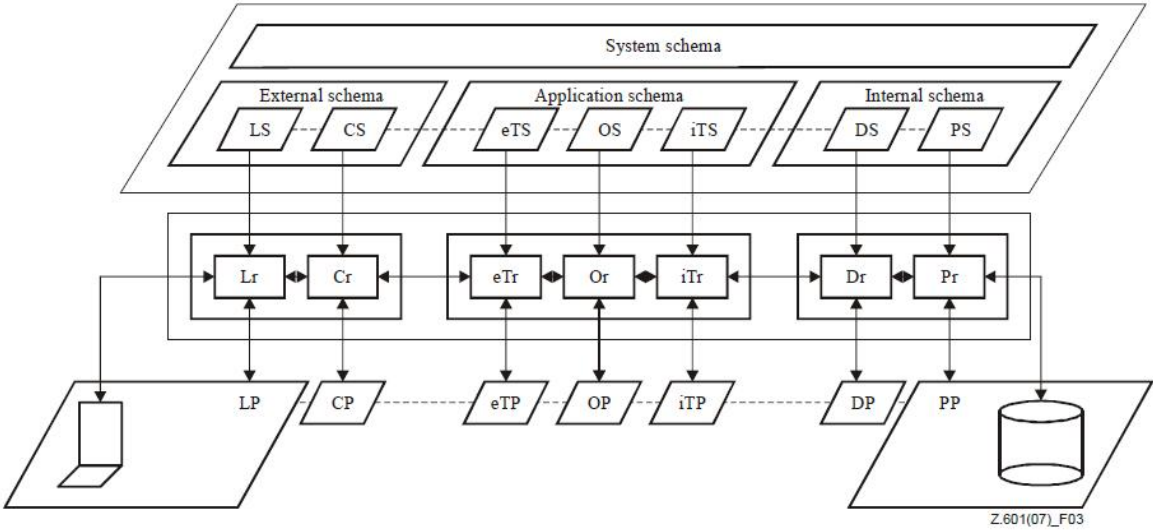 System schema
External schema
Application schema
Internal schema
LS
CS
eTS
OS
iTS
DS
PS
Lr
Cr
eTr
Or
iTr
Dr
Pr
LP
CP
eTP
OP
iTP
DP
PP
Z.601(07)_F03